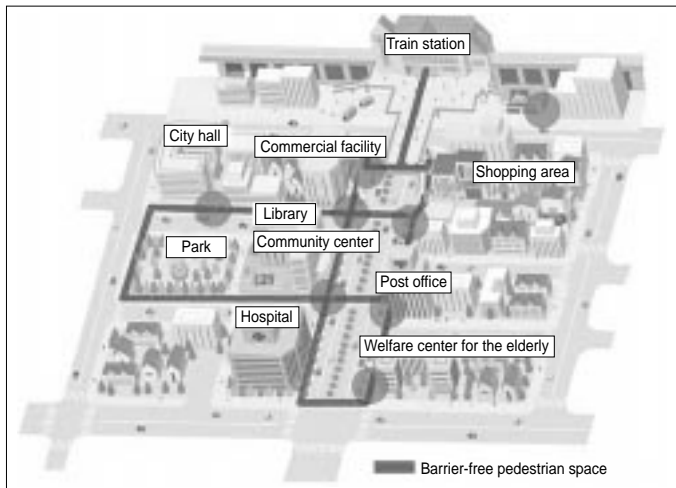 Train station
City hall
Commercial facility
Shopping area
Library
Park
Community center
Post office
Hospital
Welfare center for the elderly
Barrier-free pedestrian space